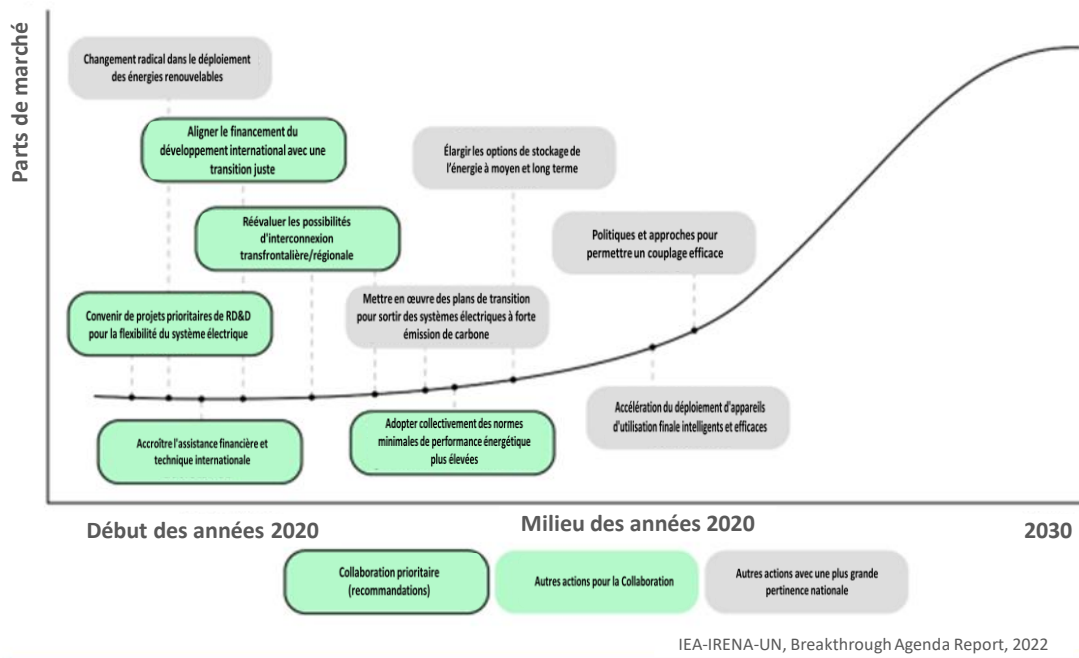 Parts de marché
Changement radical dans le déploiement
des énergies renouvelables
Aligner le financement du
développement international avec une
transition juste
Élargir les options de stockage de
l'énergie à moyen et long terme
Réévaluer les possibilités
d'interconnexion
transfrontalière/régionale
Politiques et approches pour
permettre un couplage efficace
Convenir de projets prioritaires de RD&D
pour la flexibilité du système électrique
Mettre en œuvre des plans de transition
pour sortir des systèmes électriques à forte
émission de carbone
Accroître l'assistance financière et
technique internationale
Adopter collectivement des normes
minimales de performance énergétique
plus élevées
Accélération du déploiement d'appareils
d'utilisation finale intelligents et efficaces
Début des années 2020
Milieu des années 2020
2030
Collaboration prioritaire
(recommandations)
Autres actions pour la Collaboration
Autres actions avec une plus grande
pertinence nationale
IEA-IRENA-UN, Breakthrough Agenda Report, 2022